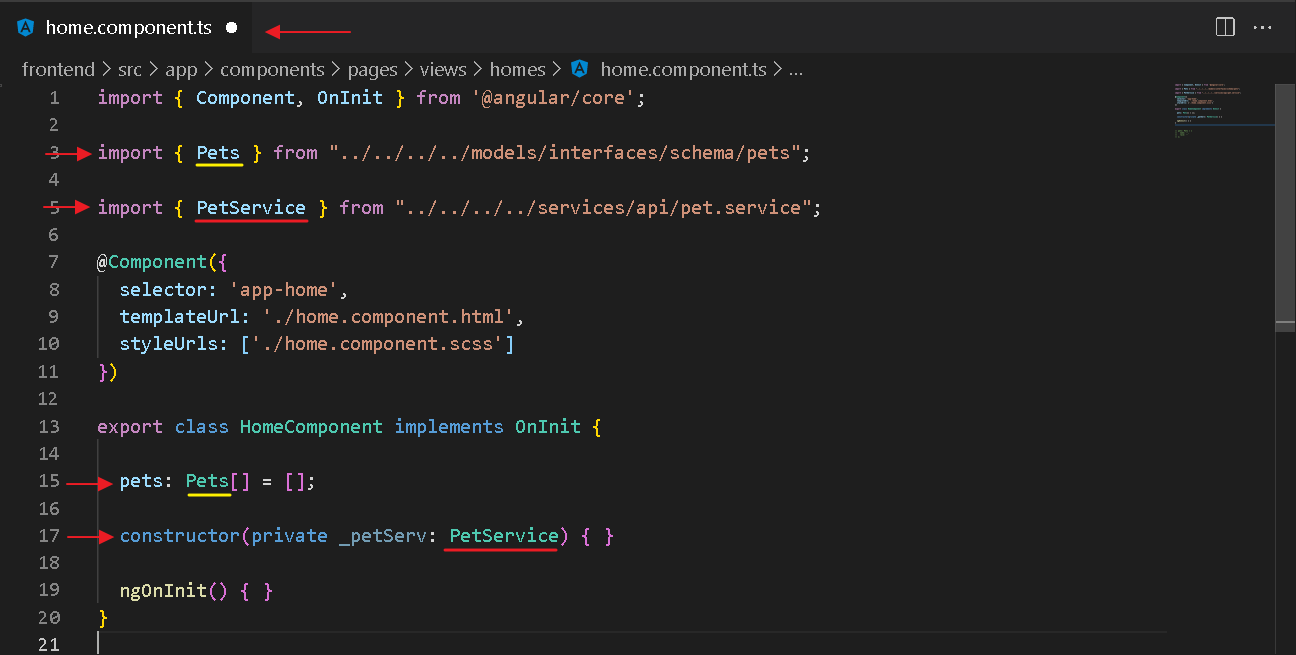 home.component.ts
frontend > src > app > components > pages > views > homes > home.component.ts > ...
1 import { Component, OnInit } from '@angular/core';
2
3 import { Pets } from "../../../../models/interfaces/schema/pets";
4
5 import { PetService } from "../../../../services/api/pet.service";
6
7 @Component({
8 selector: 'app-home',
9 templateUrl: './home.component.html',
10 styleUrls: ['./home.component.scss']
11 })
12
13 export class HomeComponent implements OnInit {
14
15 pets: Pets[] = [];
16
17 constructor(private _petServ: PetService) { }
18
19 ngOnInit() { }
20 }
21